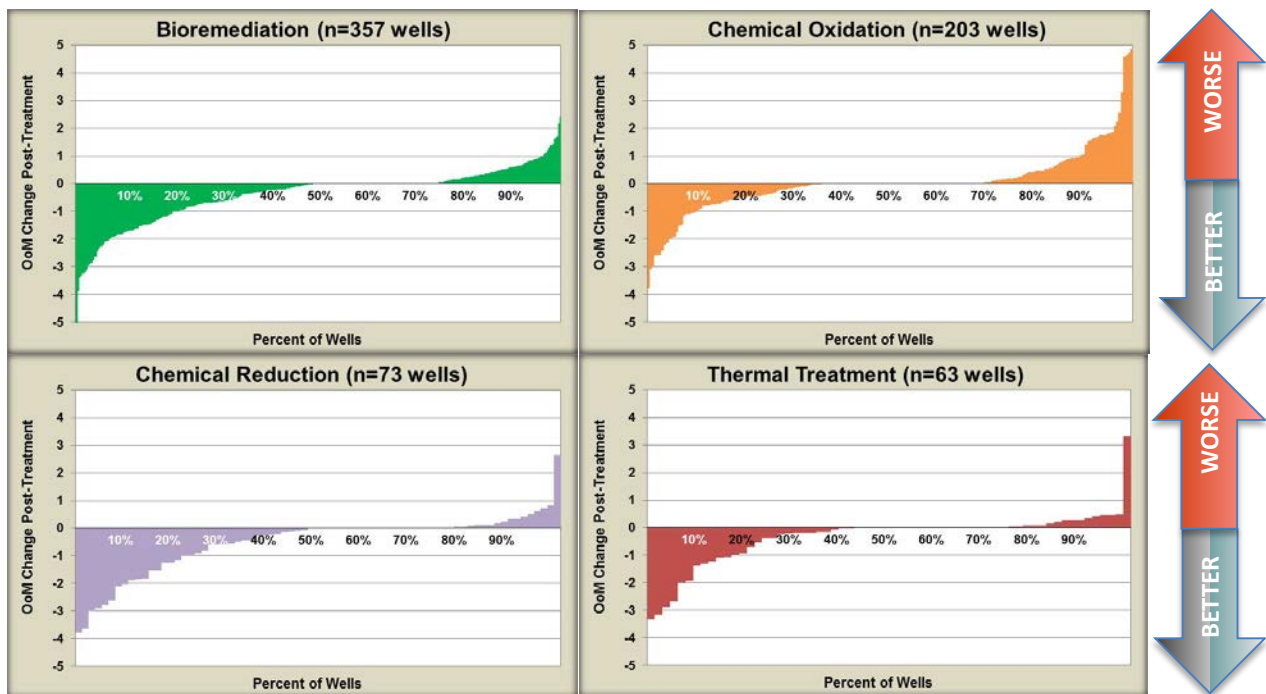 Bioremediation (n=357 wells)
OoM Change Post-Treatment
5
4
3
2
1
0
-1
-2
-3
-4
-5
10% 20% 30% 40% 50% 60% 70% 80% 90%
Percent of Wells
Chemical Oxidation (n=203 wells)
OoM Change Post-Treatment
5
4
3
2
1
0
-1
-2
-3
-4
-5
10% 20% 30% 40% 50% 60% 70% 80% 90%
Percent of Wells
WORSE
BETTER
Chemical Reduction (n=73 wells)
OoM Change Post-Treatment
5
4
3
2
1
0
-1
-2
-3
-4
-5
10% 20% 30% 40% 50% 60% 70% 80% 90%
Percent of Wells
Thermal Treatment (n=63 wells)
OoM Change Post-Treatment
5
4
3
2
1
0
-1
-2
-3
-4
-5
10% 20% 30% 40% 50% 60% 70% 80% 90%
Percent of Wells
WORSE
BETTER